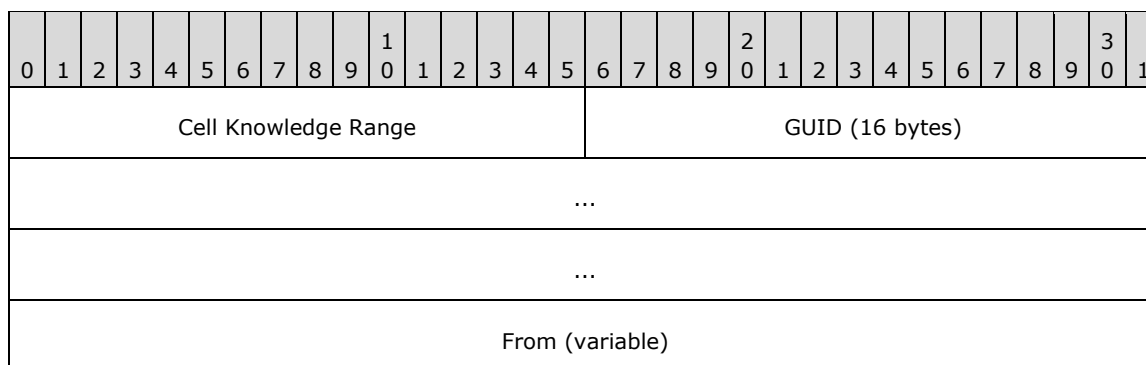 1 2 3
0 1 2 3 4 5 6 7 8 9 0 1 2 3 4 5 6 7 8 9 0 1 2 3 4 5 6 7 8 9 0 1
Cell Knowledge Range GUID (16 bytes)
...
...
From (variable)